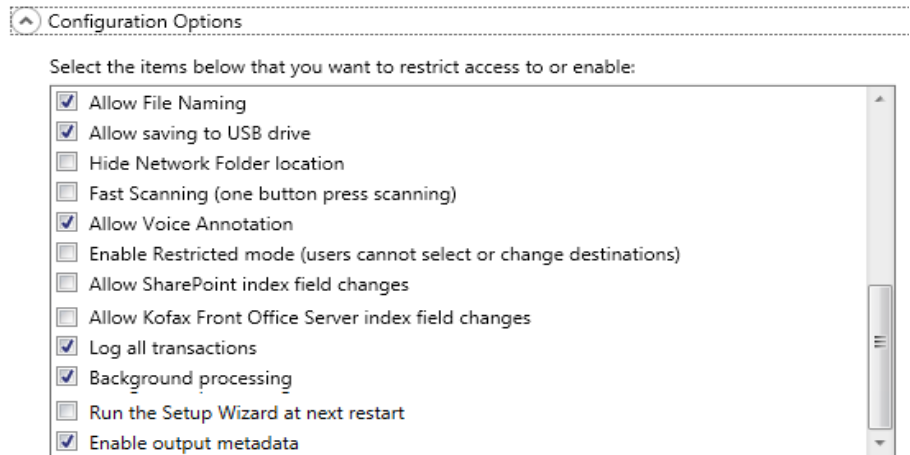 Configuration Options
Select the items below that you want to restrict access to or enable:
Allow File Naming
Allow saving to USB drive
Hide Network Folder location
Fast Scanning (one button press scanning)
Allow Voice Annotation
Enable Restricted mode (users cannot select or change destinations)
Allow SharePoint index field changes
Allow Kofax Front Office Server index field changes
Log all transactions
Background processing
Run the Setup Wizard at next restart
Enable output metadata